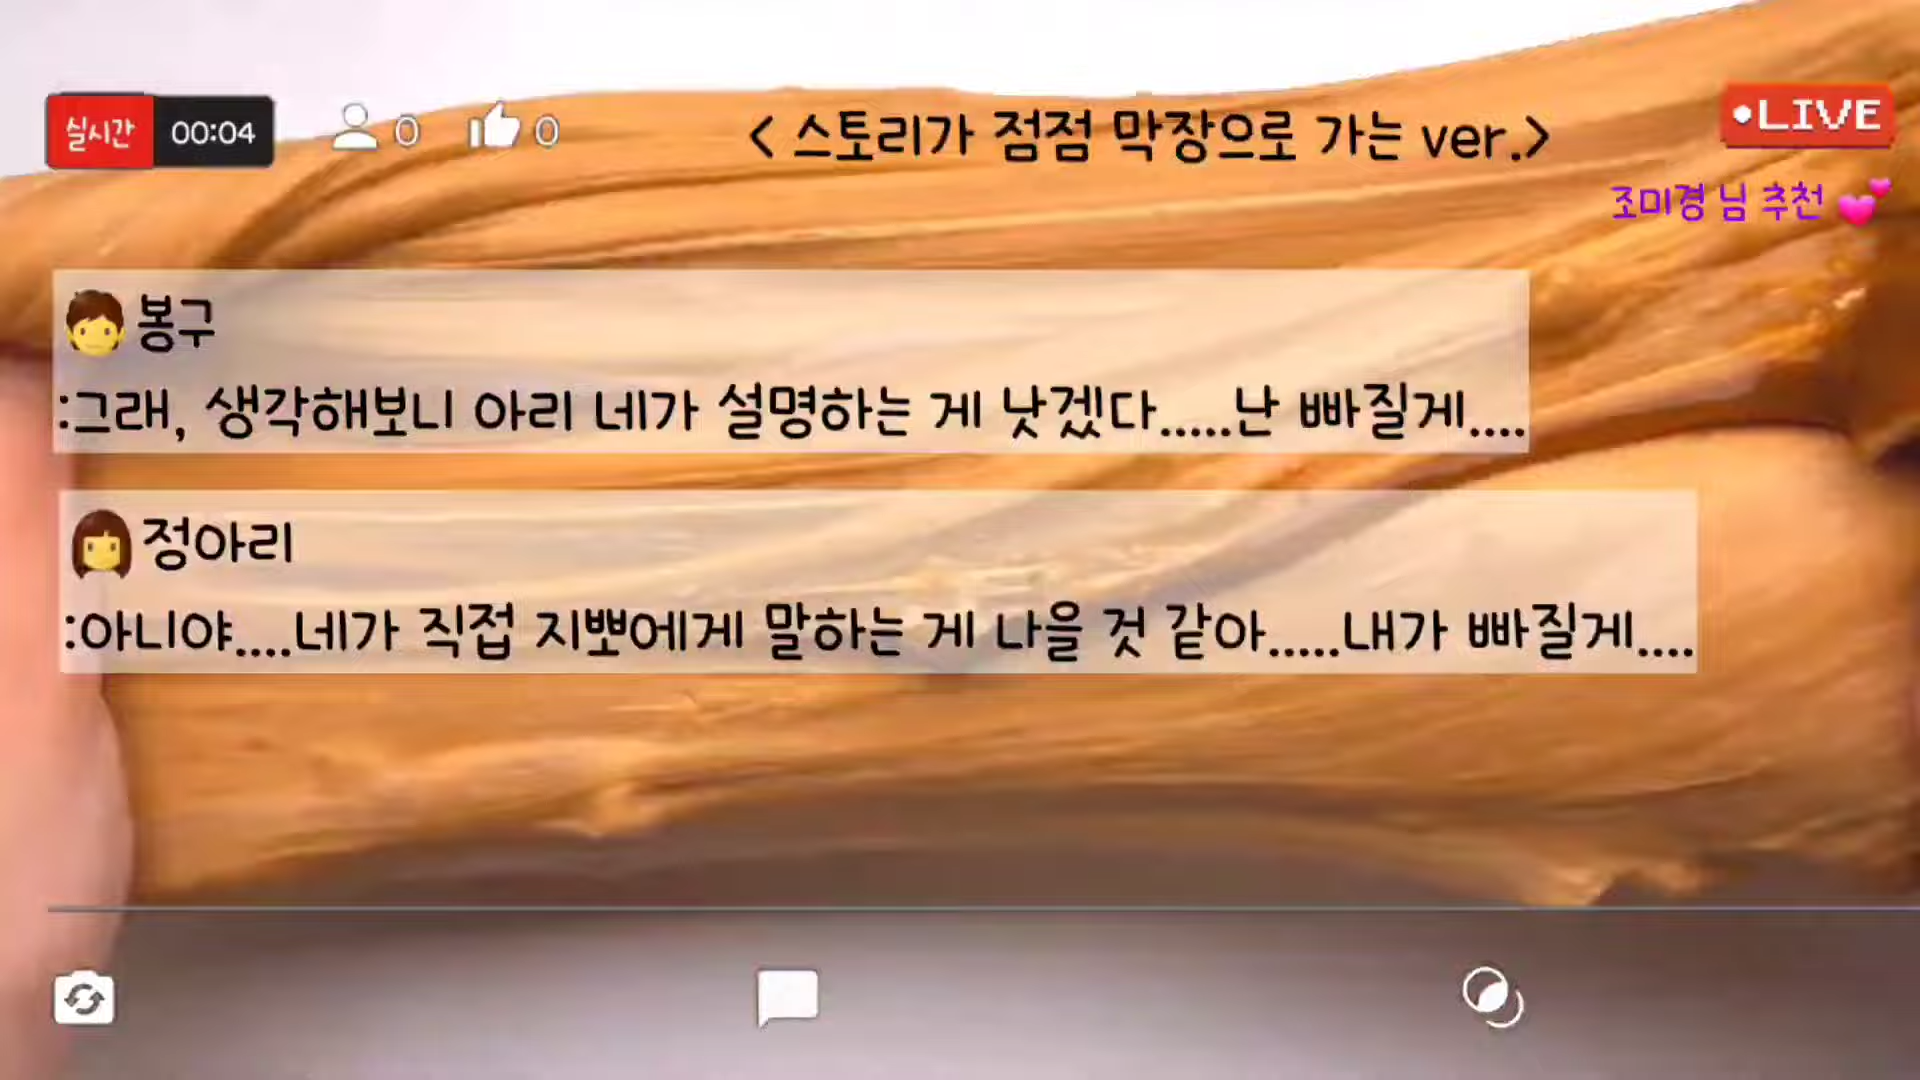 실시간 00:04 0 0
< 스토리가 점점 막장으로 가는 ver.>
•LIVE
조미경 님 추천
봉구
:그래, 생각해보니 아리 네가 설명하는 게 낫겠다.....난 빠질게....
정아리
:아니야....네가 직접 지뽀에게 말하는 게 나을 것 같아.....내가 빠질게....